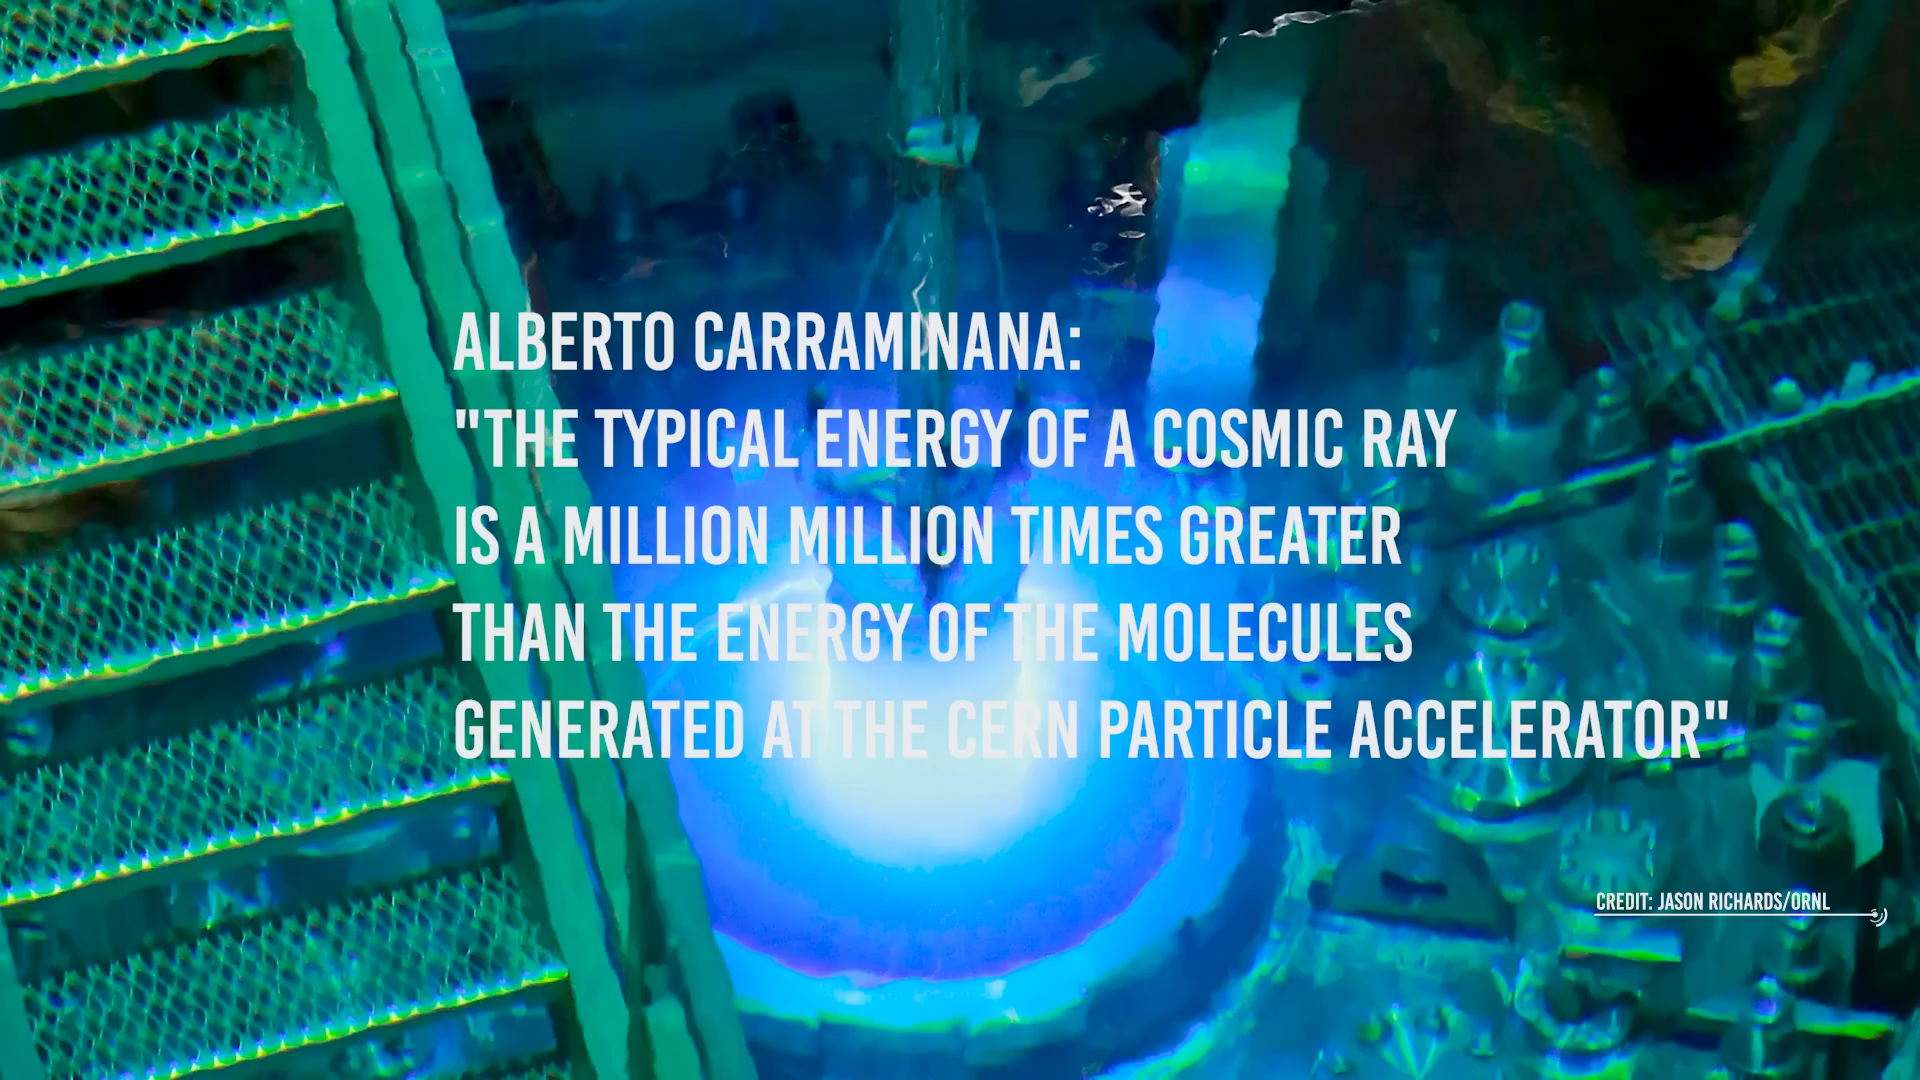 ALBERTO CARRAMINANA:
"THE TYPICAL ENERGY OF A COSMIC RAY
IS A MILLION MILLION TIMES GREATER
THAN THE ENERGY OF THE MOLECULES
GENERATED AT THE CERN PARTICLE ACCELERATOR"
CREDIT: JASON RICHARDS/ORNL